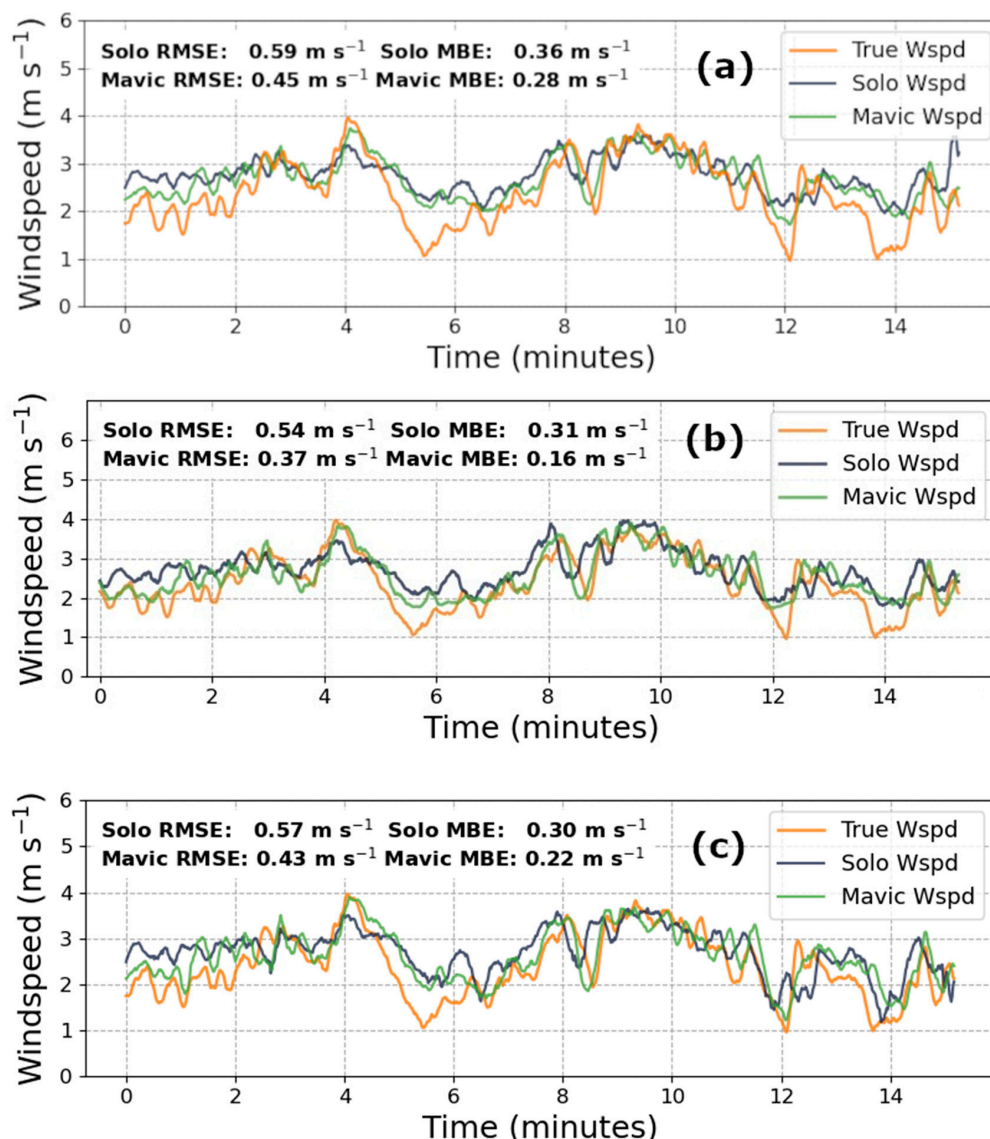 Solo RMSE: 0.59 m s⁻¹ Solo MBE: 0.36 m s⁻¹
Mavic RMSE: 0.45 m s⁻¹ Mavic MBE: 0.28 m s⁻¹
(a)
True Wspd
Solo Wspd
Mavic Wspd
Windspeed (m s⁻¹)
6
5
4
3
2
1
0
0 2 4 6 8 10 12 14
Time (minutes)
Solo RMSE: 0.54 m s⁻¹ Solo MBE: 0.31 m s⁻¹
Mavic RMSE: 0.37 m s⁻¹ Mavic MBE: 0.16 m s⁻¹
(b)
True Wspd
Solo Wspd
Mavic Wspd
Windspeed (m s⁻¹)
6
5
4
3
2
1
0
0 2 4 6 8 10 12 14
Time (minutes)
Solo RMSE: 0.57 m s⁻¹ Solo MBE: 0.30 m s⁻¹
Mavic RMSE: 0.43 m s⁻¹ Mavic MBE: 0.22 m s⁻¹
(c)
True Wspd
Solo Wspd
Mavic Wspd
Windspeed (m s⁻¹)
6
5
4
3
2
1
0
0 2 4 6 8 10 12 14
Time (minutes)